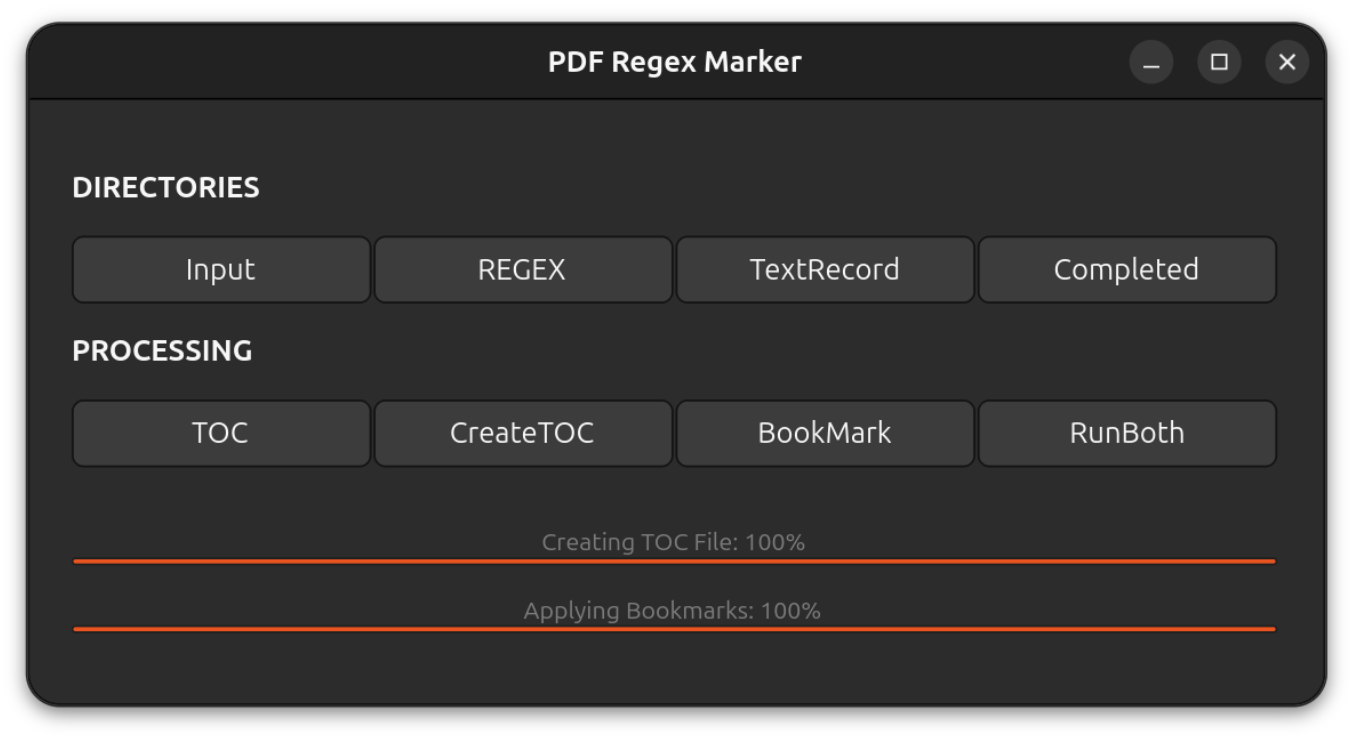 PDF Regex Marker
DIRECTORIES
Input REGEX TextRecord Completed
PROCESSING
TOC CreateTOC BookMark RunBoth
Creating TOC File: 100%
Applying Bookmarks: 100%